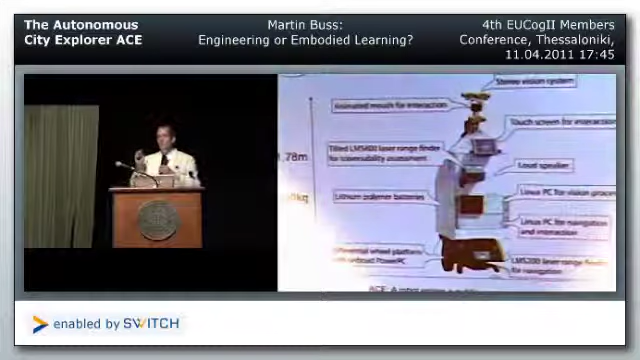 The Autonomous
City Explorer ACE
Martin Buss:
Engineering or Embodied Learning?
4th EUCogII Members
Conference, Thessaloniki,
11.04.2011 17:45
Stereo vision system
Animated mouth for interaction
Touch screen for interaction
Tilted LMS400 laser range finder
for traversability assessment
1.78m
Loud speaker
Lithium polymer batteries
Linux PC for vision
Linux PC for navigation
and interaction
Differential wheel platform
with onboard PowerPC
LMS200 laser range finder
for navigation
enabled by SWITCH